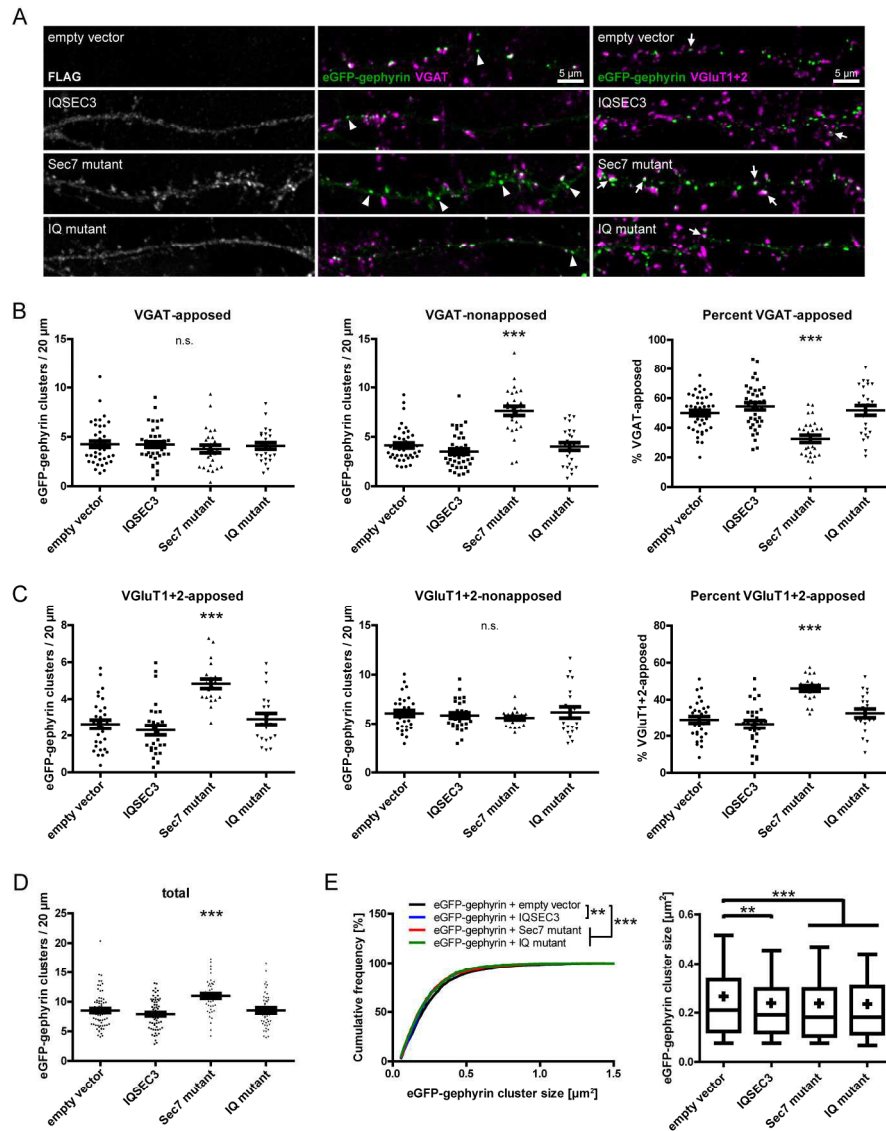 A
empty vector
FLAG
eGFP-gephyrin VGAT
5 µm
empty vector
eGFP-gephyrin VGluT1+2
5 µm
IQSEC3
IQSEC3
Sec7 mutant
Sec7 mutant
IQ mutant
IQ mutant
B
VGAT-apposed
n.s.
eGFP-gephyrin clusters / 20 µm
15
10
5
0
empty vector
IQSEC3
Sec7 mutant
IQ mutant
VGAT-nonapposed
***
eGFP-gephyrin clusters / 20 µm
15
10
5
0
empty vector
IQSEC3
Sec7 mutant
IQ mutant
Percent VGAT-apposed
***
% VGAT-apposed
100
80
60
40
20
0
empty vector
IQSEC3
Sec7 mutant
IQ mutant
C
VGluT1+2-apposed
***
eGFP-gephyrin clusters / 20 µm
8
6
4
2
0
empty vector
IQSEC3
Sec7 mutant
IQ mutant
VGluT1+2-nonapposed
n.s.
eGFP-gephyrin clusters / 20 µm
15
10
5
0
empty vector
IQSEC3
Sec7 mutant
IQ mutant
Percent VGluT1+2-apposed
***
% VGluT1+2-apposed
80
60
40
20
0
empty vector
IQSEC3
Sec7 mutant
IQ mutant
D
total
***
eGFP-gephyrin clusters / 20 µm
25
20
15
10
5
0
empty vector
IQSEC3
Sec7 mutant
IQ mutant
E
eGFP-gephyrin + empty vector
eGFP-gephyrin + IQSEC3
eGFP-gephyrin + Sec7 mutant
eGFP-gephyrin + IQ mutant
**
***
Cumulative frequency [%]
150
100
50
0
0.0
0.5
1.0
1.5
eGFP-gephyrin cluster size [µm²]
***
**
eGFP-gephyrin cluster size [µm²]
0.6
0.4
0.2
0.0
empty vector
IQSEC3
Sec7 mutant
IQ mutant